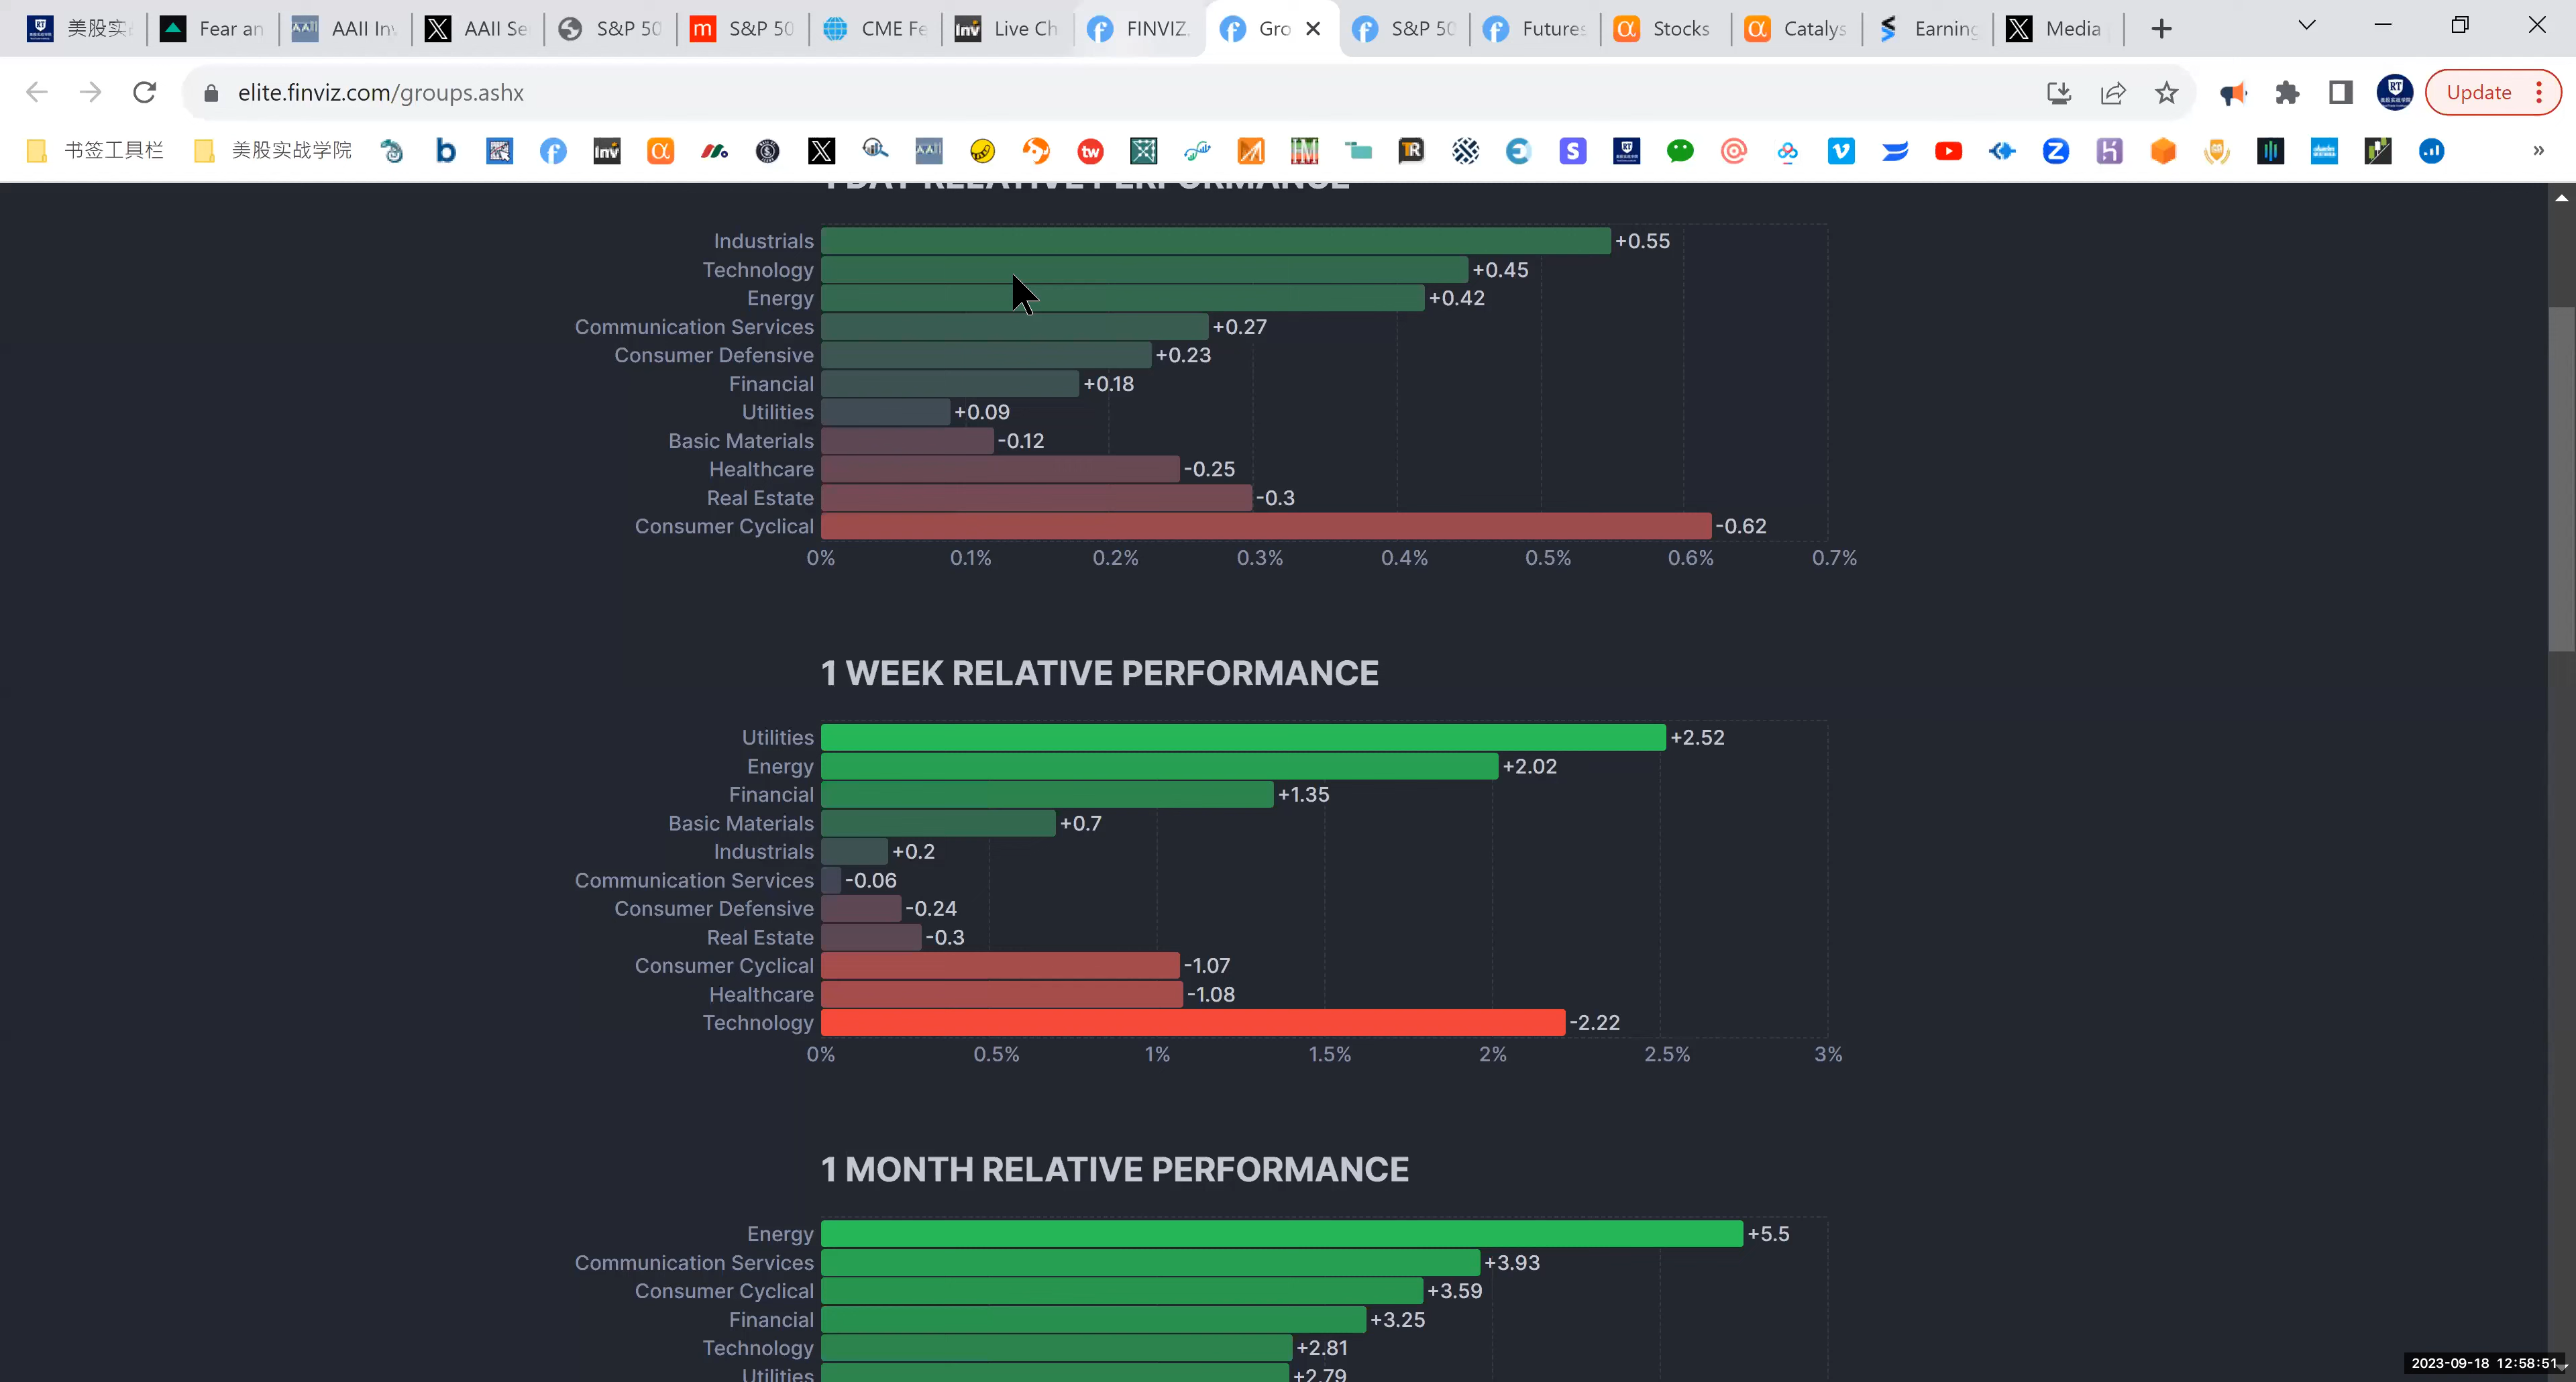 美股实 Fear an AAII Inv AAII Se S&P 50 S&P 50 CME Fe Live Ch FINVIZ. Gro S&P 50 Futures Stocks Catalys Earning Media
elite.finviz.com/groups.ashx Update
书签工具栏 美股实战学院
1 DAY RELATIVE PERFORMANCE
Industrials +0.55
Technology +0.45
Energy +0.42
Communication Services +0.27
Consumer Defensive +0.23
Financial +0.18
Utilities +0.09
Basic Materials -0.12
Healthcare -0.25
Real Estate -0.3
Consumer Cyclical -0.62
0% 0.1% 0.2% 0.3% 0.4% 0.5% 0.6% 0.7%
1 WEEK RELATIVE PERFORMANCE
Utilities +2.52
Energy +2.02
Financial +1.35
Basic Materials +0.7
Industrials +0.2
Communication Services -0.06
Consumer Defensive -0.24
Real Estate -0.3
Consumer Cyclical -1.07
Healthcare -1.08
Technology -2.22
0% 0.5% 1% 1.5% 2% 2.5% 3%
1 MONTH RELATIVE PERFORMANCE
Energy +5.5
Communication Services +3.93
Consumer Cyclical +3.59
Financial +3.25
Technology +2.81
Utilities +2.79
2023-09-18 12:58:51